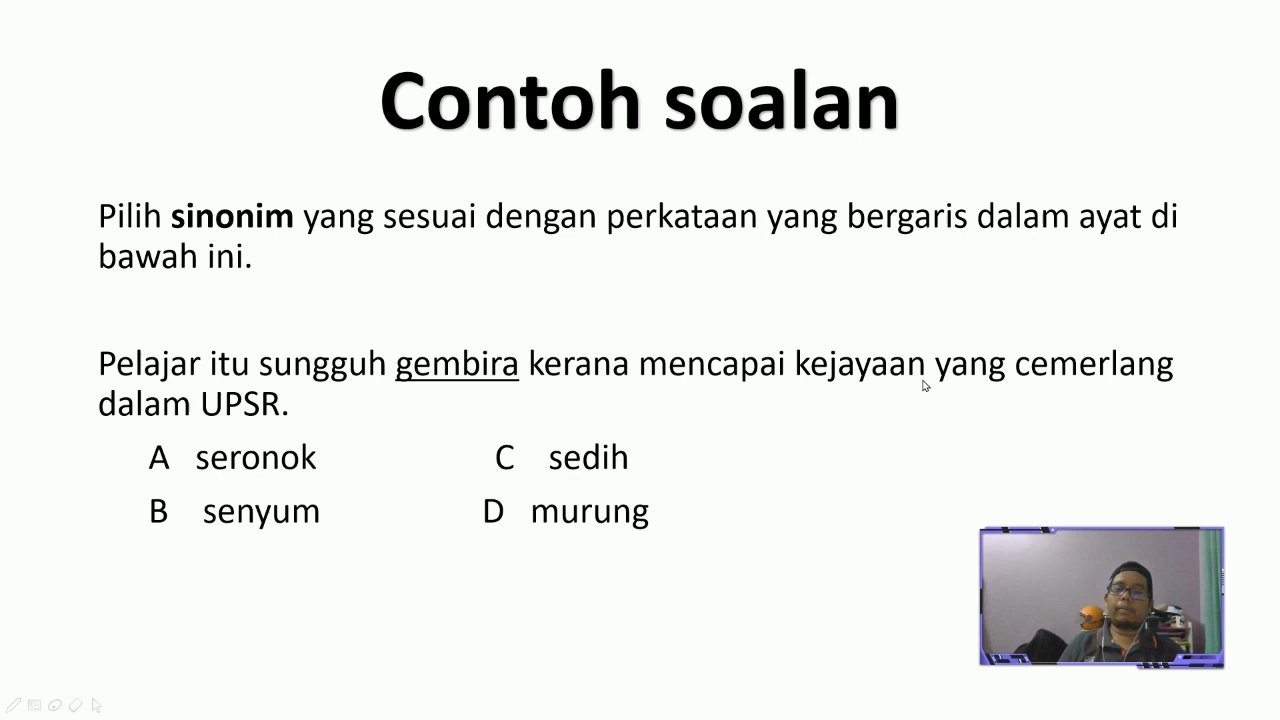 Contoh soalan
Pilih sinonim yang sesuai dengan perkataan yang bergaris dalam ayat di
bawah ini.
Pelajar itu sungguh gembira kerana mencapai kejayaan yang cemerlang
dalam UPSR.
A seronok C sedih
B senyum D murung